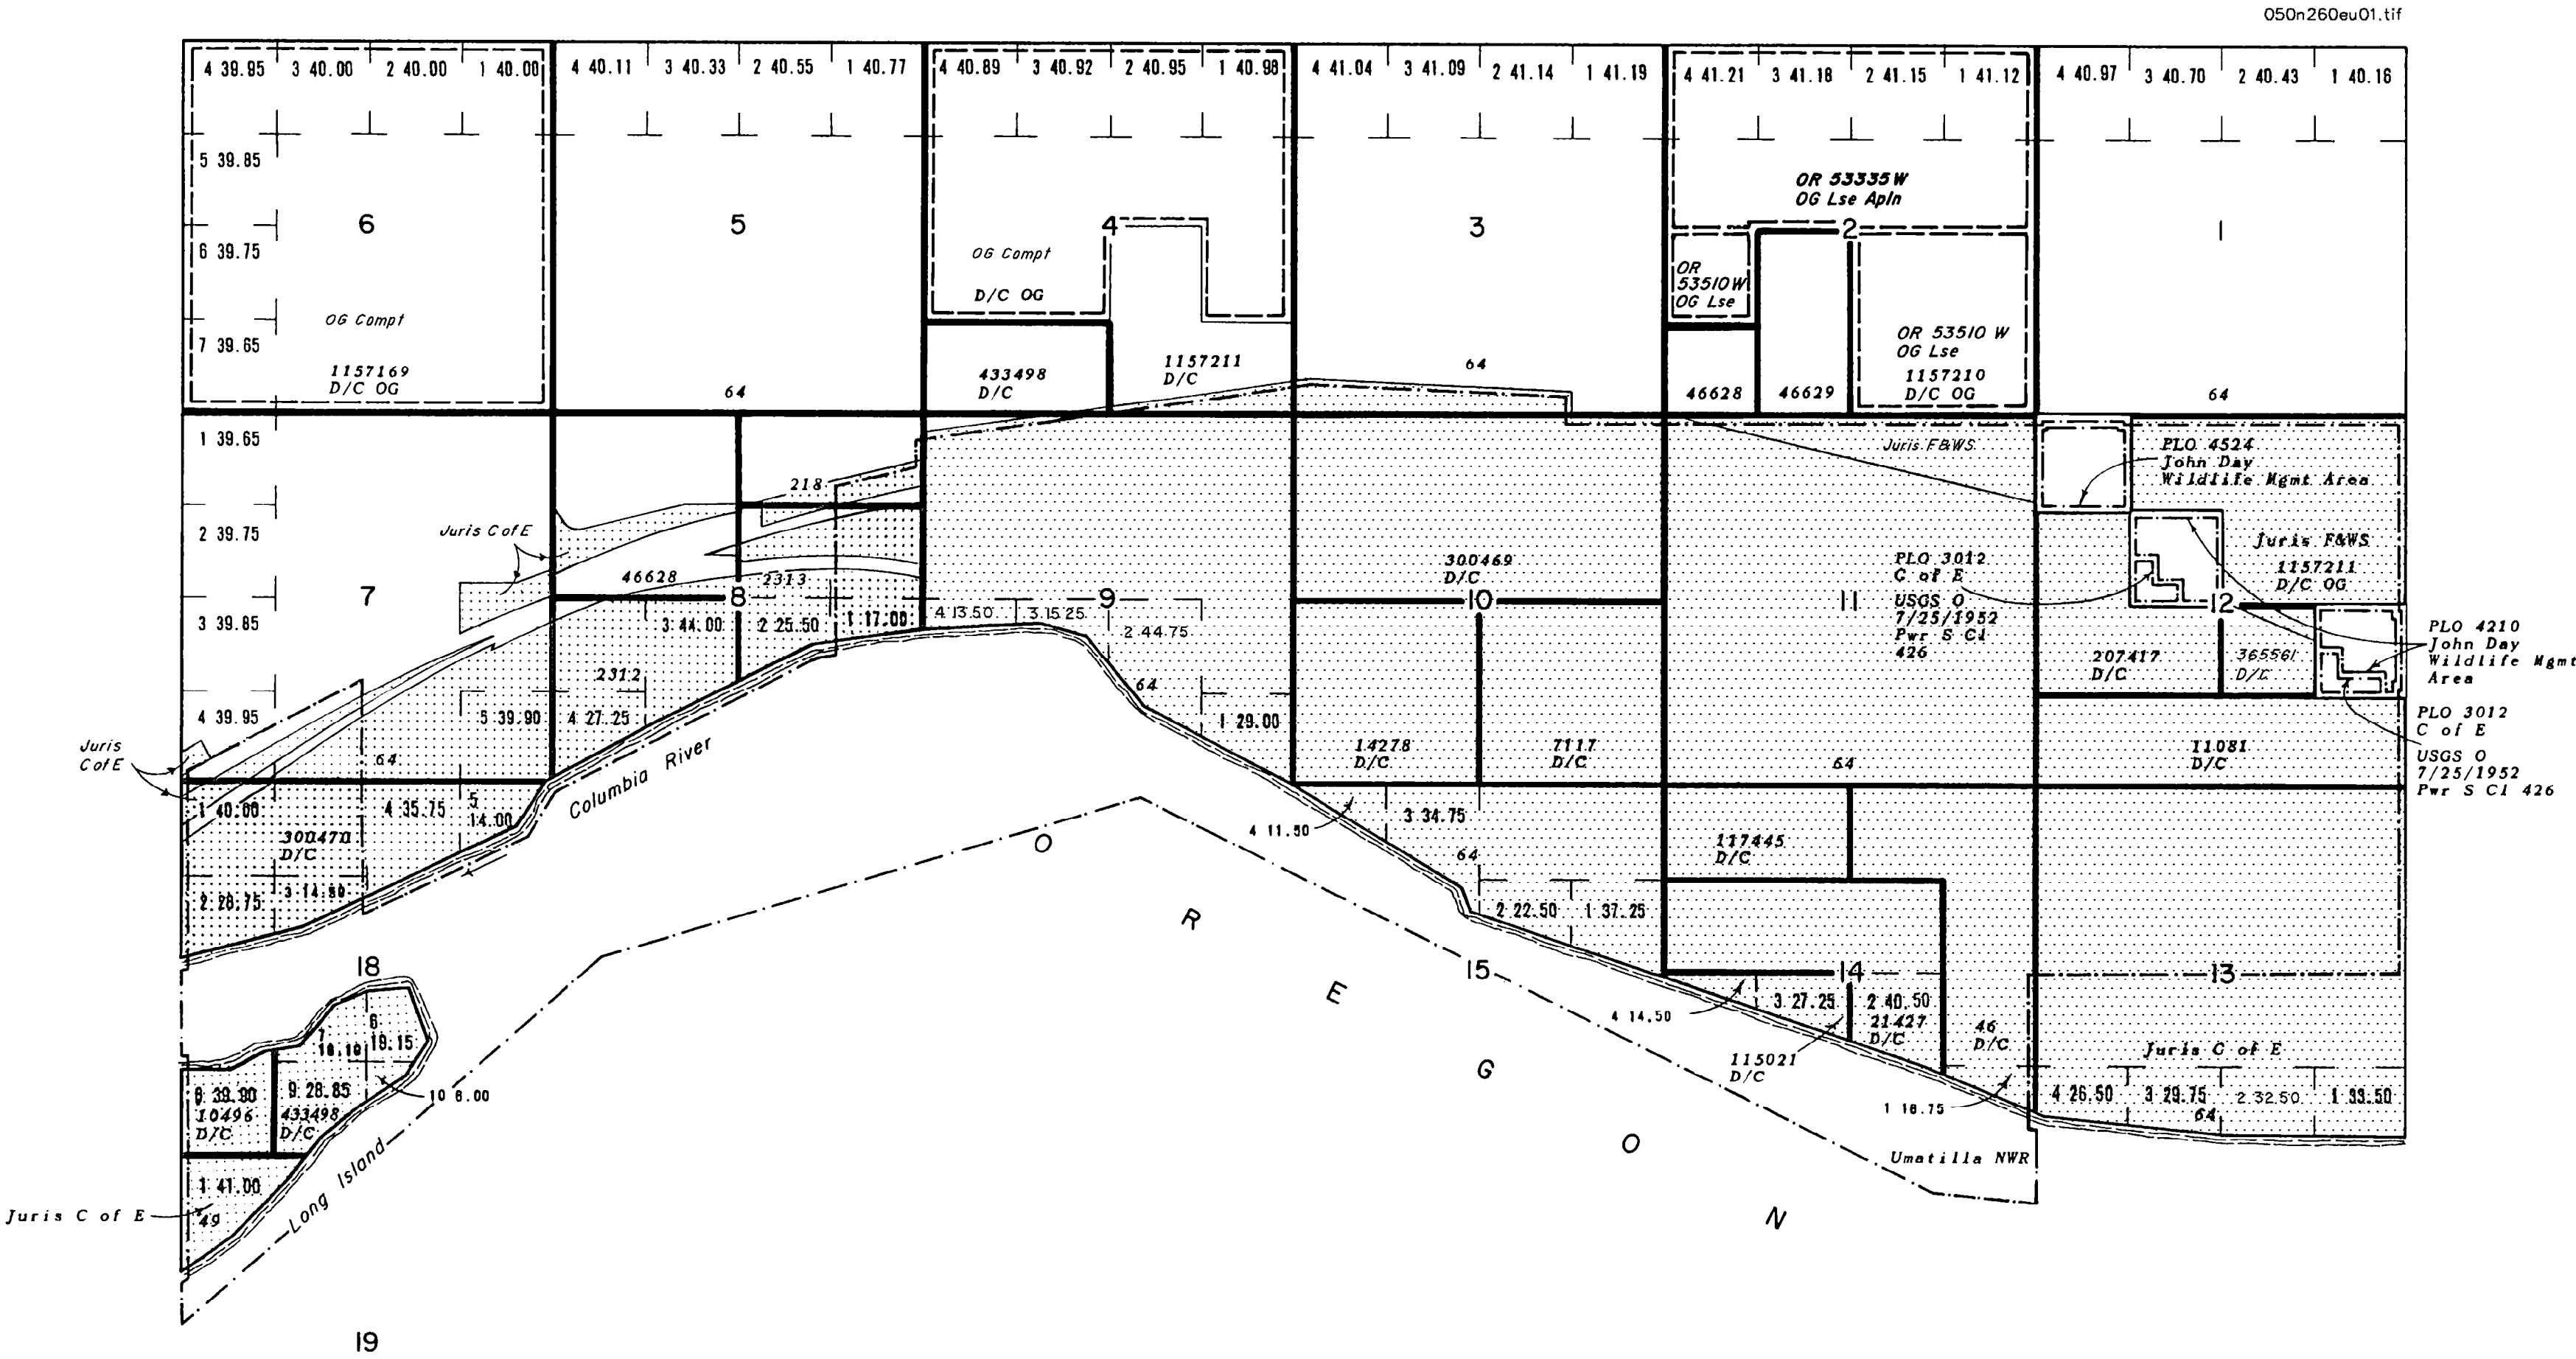 050n260eu01.tif
4 39.95 3 40.00 2 40.00 1 40.00 4 40.11 3 40.33 2 40.55 1 40.77 4 40.89 3 40.92 2 40.95 1 40.98 4 41.04 3 41.09 2 41.14 1 41.19 4 41.21 3 41.18 2 41.15 1 41.12 4 40.97 3 40.70 2 40.43 1 40.16
5 39.85
OR 53335W
OG Lse Apln
6 5 4 3 2 1
6 39.75
OG Compt
D/C OG
OR
53510W
OG Lse
OG Compt
7 39.65
1157169
D/C OG
64
433498
D/C
1157211
D/C
64
46628
46629
OR 53510 W
OG Lse
1157210
D/C OG
64
1 39.65
Juris F&WS
PLO 4524
John Day
Wildlife Mgmt Area
218
2 39.75
Juris C of E
Juris F&WS
1157211
D/C OG
300469
D/C
PLO 3012
C of E
USGS O
7/25/1952
Pwr S Cl
426
46628
2313
7 8 9 10 11 12
3 39.85
3 44.00
2 25.50
1 17.00
4 13.50
3 15.25
2 44.75
PLO 4210
John Day
Wildlife Mgmt
Area
207417
D/C
365561
D/C
2312
64
4 39.95
5 39.90
4 27.25
1 29.00
PLO 3012
C of E
USGS O
7/25/1952
Pwr S Cl 426
Juris
C of E
64
Columbia River
14278
D/C
7117
D/C
64
11081
D/C
1 40.00
4 35.75
5
14.00
4 11.50
3 34.75
300470
D/C
O
64
117445
D/C
2 28.75
3 14.50
R
2 22.50
1 37.25
18 15 14 13
E
4 14.50
3 27.25
2 40.50
21427
D/C
46
D/C
6
19.15
7
Juris C of E
G
115021
D/C
39.90
10496
D/C
9 28.85
433498
D/C
10 6.00
1 16.75
4 26.50
3 29.75
2 32.50
1 33.50
64
O
Umatilla NWR
Long Island
1 41.00
Juris C of E
49
N
19